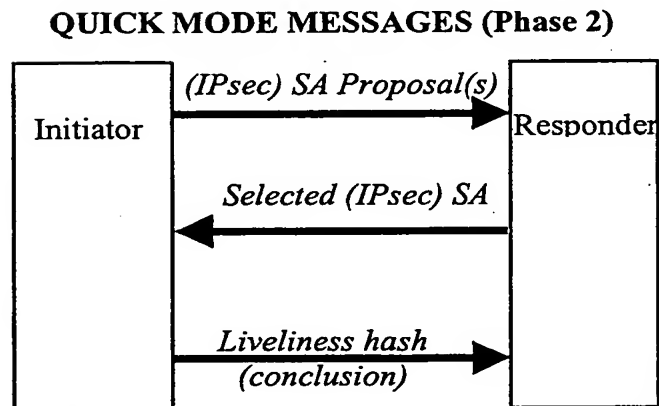 QUICK MODE MESSAGES (Phase 2)
(IPsec) SA Proposal(s)
Initiator
Responder
Selected (IPsec) SA
Liveliness hash
(conclusion)